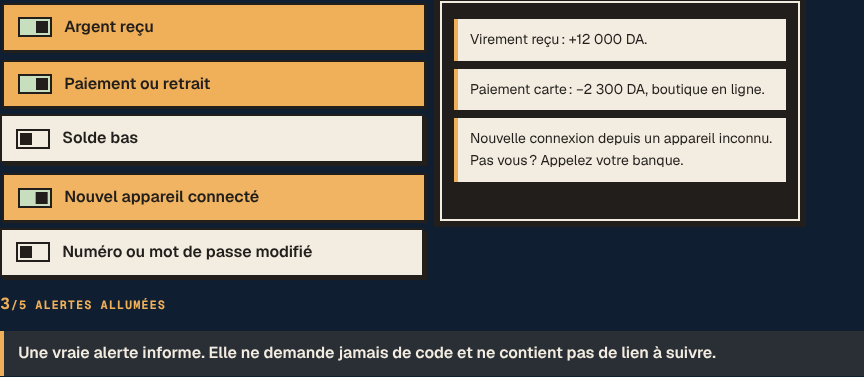 Argent reçu
Paiement ou retrait
Solde bas
Nouvel appareil connecté
Numéro ou mot de passe modifié
Virement reçu : +12 000 DA.
Paiement carte : −2 300 DA, boutique en ligne.
Nouvelle connexion depuis un appareil inconnu.
Pas vous ? Appelez votre banque.
3/5 ALERTES ALLUMÉES
Une vraie alerte informe. Elle ne demande jamais de code et ne contient pas de lien à suivre.